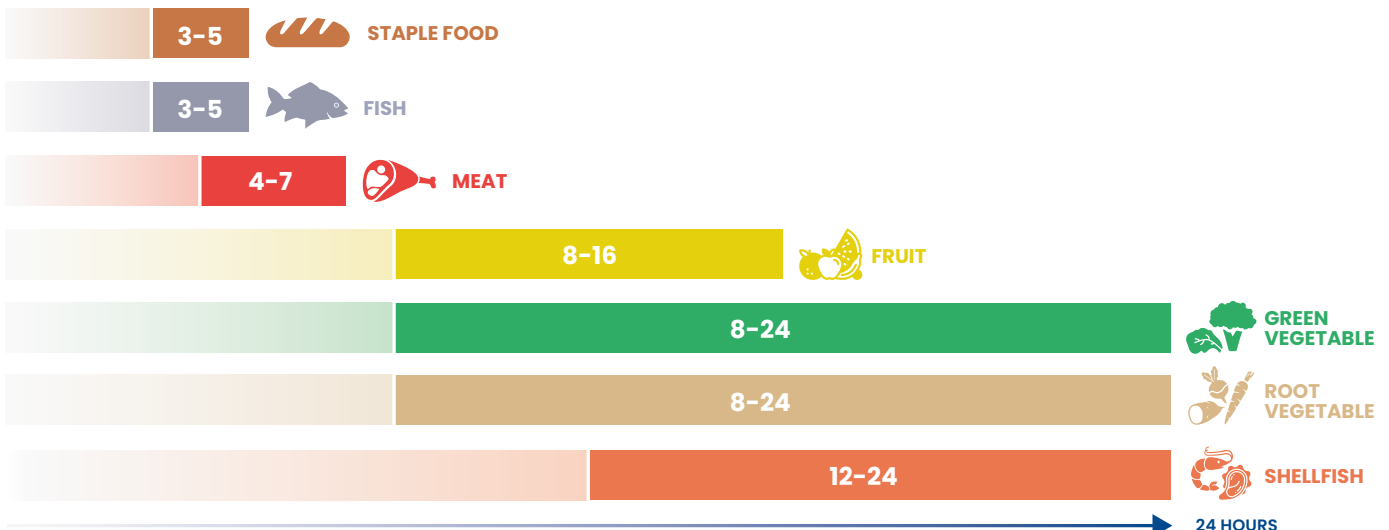 3-5 STAPLE FOOD
3-5 FISH
4-7 MEAT
8-16 FRUIT
8-24 GREEN
VEGETABLE
8-24 ROOT
VEGETABLE
12-24 SHELLFISH
24 HOURS